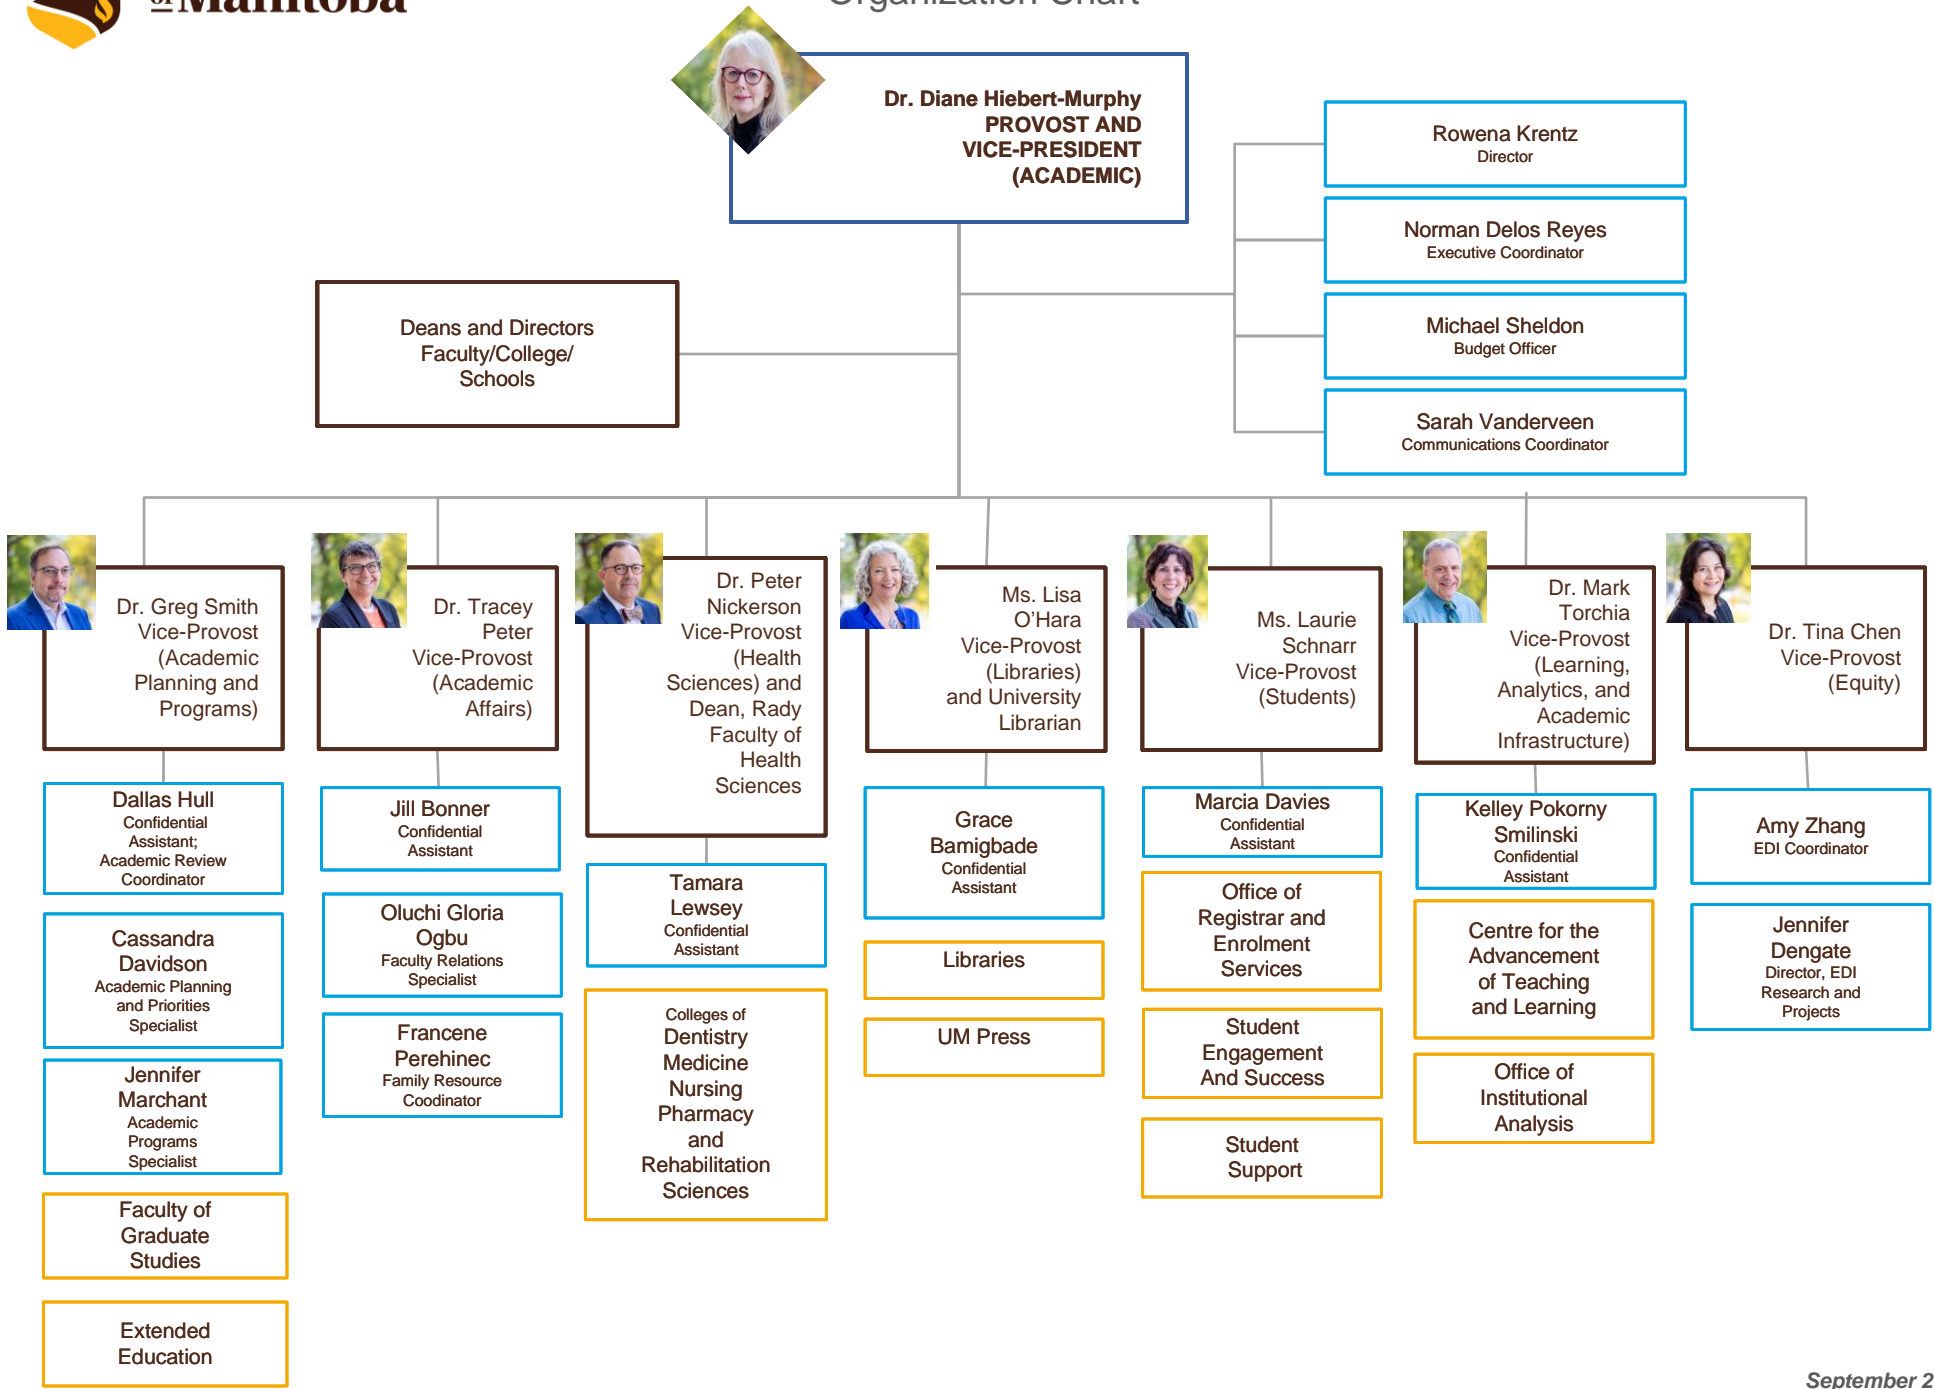 of Manitoba
Organization Chart
Dr. Diane Hiebert-Murphy
PROVOST AND
VICE-PRESIDENT
(ACADEMIC)
Rowena Krentz
Director
Norman Delos Reyes
Executive Coordinator
Michael Sheldon
Budget Officer
Sarah Vanderveen
Communications Coordinator
Deans and Directors
Faculty/College/
Schools
Dr. Greg Smith
Vice-Provost
(Academic
Planning and
Programs)
Dallas Hull
Confidential
Assistant;
Academic Review
Coordinator
Cassandra
Davidson
Academic Planning
and Priorities
Specialist
Jennifer
Marchant
Academic
Programs
Specialist
Faculty of
Graduate
Studies
Extended
Education
Dr. Tracey
Peter
Vice-Provost
(Academic
Affairs)
Jill Bonner
Confidential
Assistant
Oluchi Gloria
Ogbu
Faculty Relations
Specialist
Francene
Perehinec
Family Resource
Coodinator
Dr. Peter
Nickerson
Vice-Provost
(Health
Sciences) and
Dean, Rady
Faculty of
Health
Sciences
Tamara
Lewsey
Confidential
Assistant
Colleges of
Dentistry
Medicine
Nursing
Pharmacy
and
Rehabilitation
Sciences
Ms. Lisa
O’Hara
Vice-Provost
(Libraries)
and University
Librarian
Grace
Bamigbade
Confidential
Assistant
Libraries
UM Press
Ms. Laurie
Schnarr
Vice-Provost
(Students)
Marcia Davies
Confidential
Assistant
Office of
Registrar and
Enrolment
Services
Student
Engagement
And Success
Student
Support
Dr. Mark
Torchia
Vice-Provost
(Learning,
Analytics, and
Academic
Infrastructure)
Kelley Pokorny
Smilinski
Confidential
Assistant
Centre for the
Advancement
of Teaching
and Learning
Office of
Institutional
Analysis
Dr. Tina Chen
Vice-Provost
(Equity)
Amy Zhang
EDI Coordinator
Jennifer
Dengate
Director, EDI
Research and
Projects
September 2